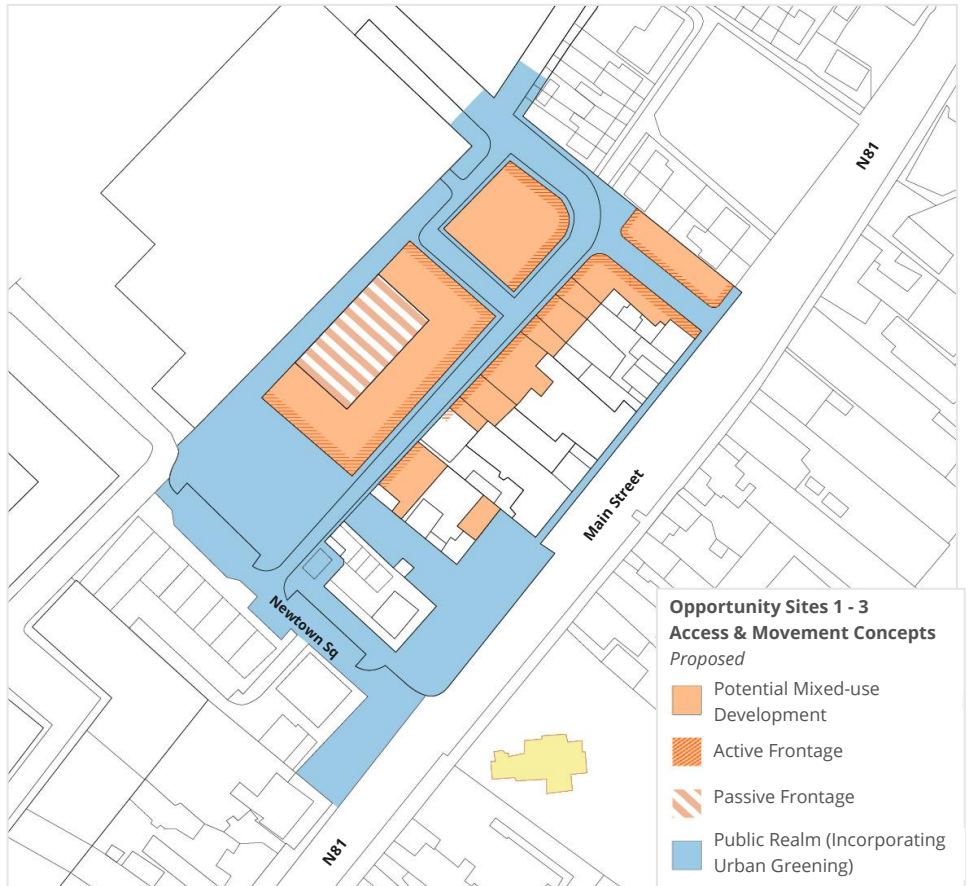 N81
Main Street
Newtown Sq
N81
Opportunity Sites 1 - 3
Access & Movement Concepts
Proposed
Potential Mixed-use
Development
Active Frontage
Passive Frontage
Public Realm (Incorporating
Urban Greening)